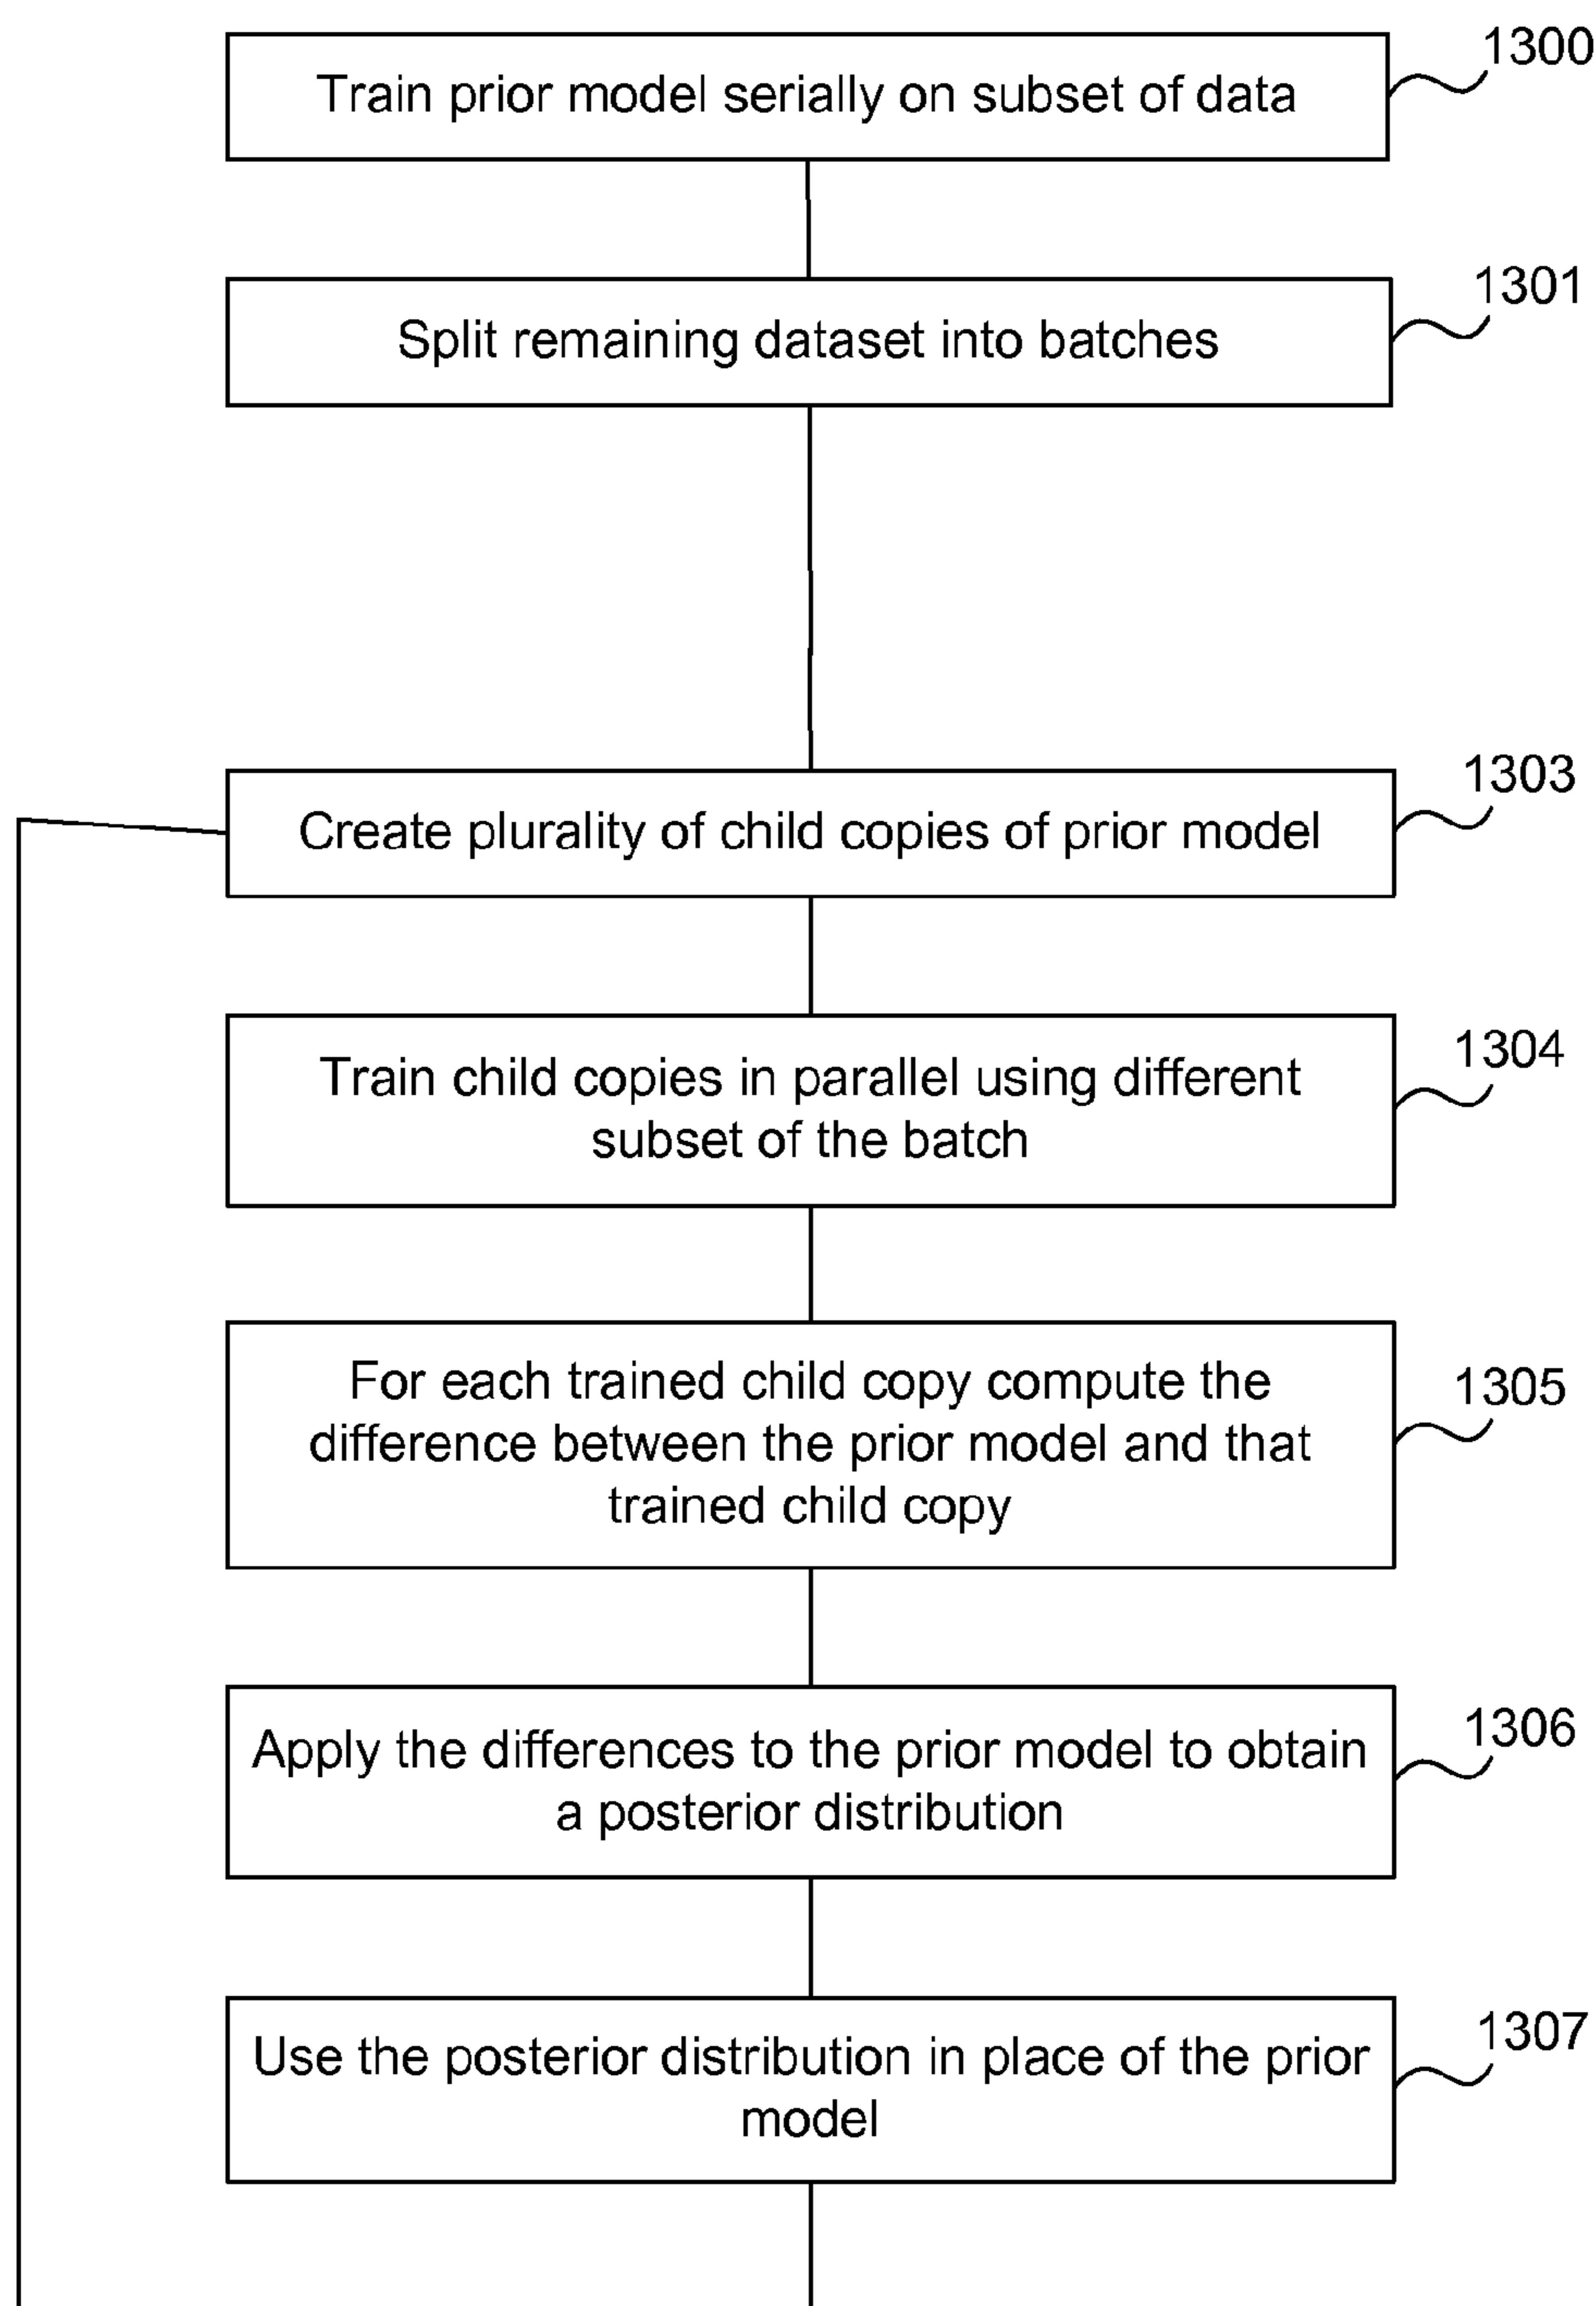 1300
Train prior model serially on subset of data
1301
Split remaining dataset into batches
1303
Create plurality of child copies of prior model
1304
Train child copies in parallel using different
subset of the batch
1305
For each trained child copy compute the
difference between the prior model and that
trained child copy
1306
Apply the differences to the prior model to obtain
a posterior distribution
1307
Use the posterior distribution in place of the prior
model